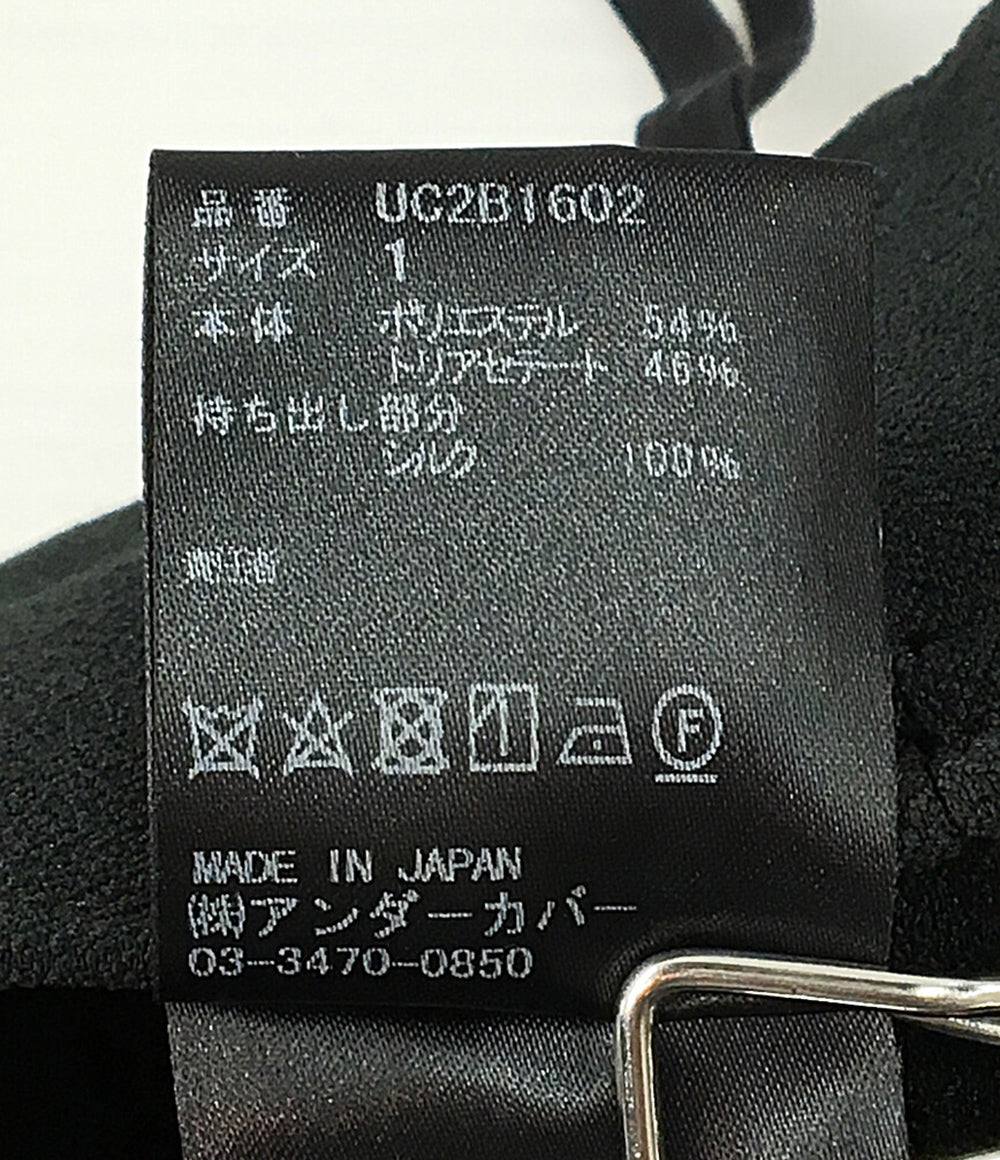 品番 UC2B1602
サイズ 1
本体 ポリエステル 54%
トリアセテート 46%
持ち出し部分
シルク 100%
MADE IN JAPAN
㈱アンダーカバー
03-3470-0850